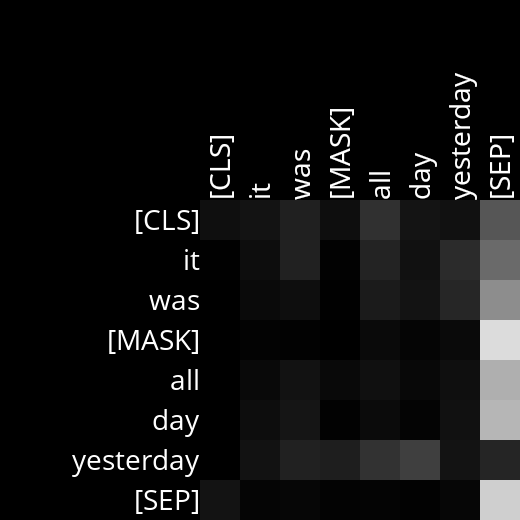 [CLS] it was [MASK] all day yesterday [SEP]
[CLS]
it
was
[MASK]
all
day
yesterday
[SEP]